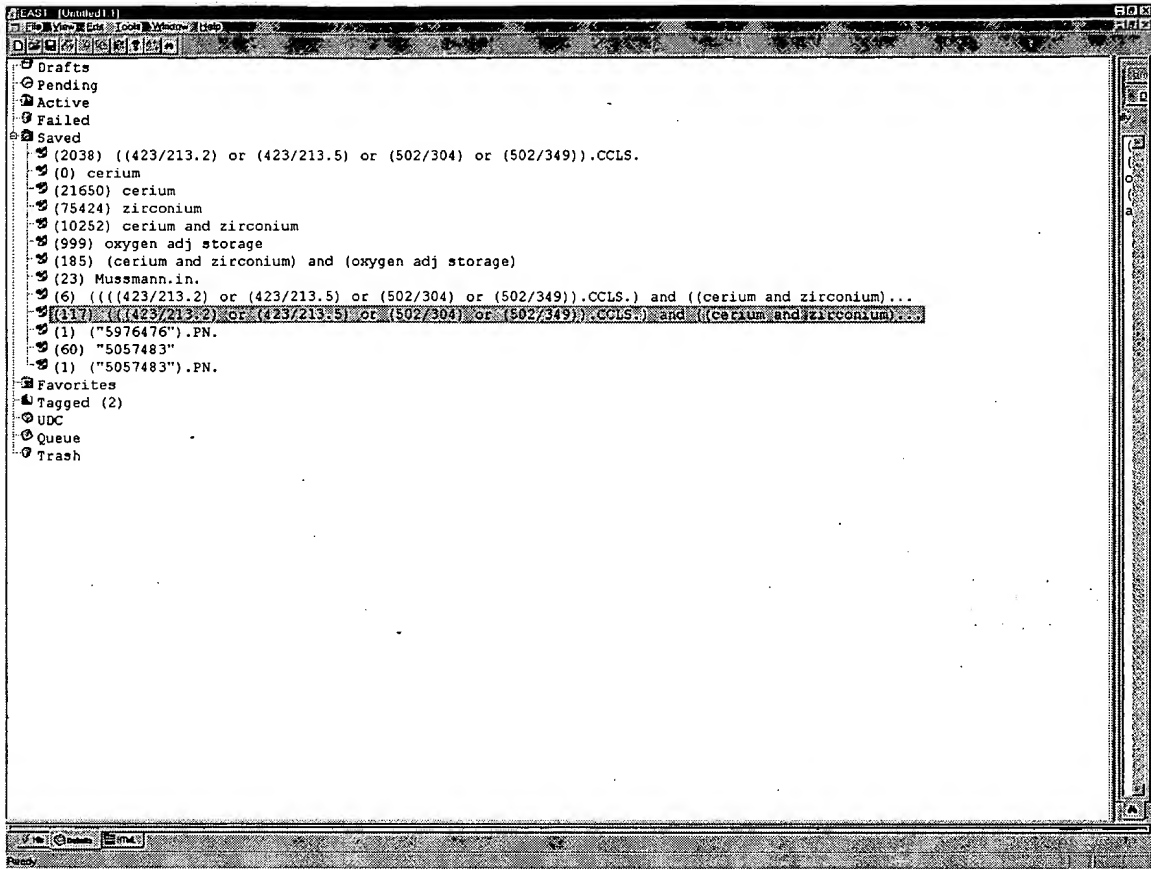 EAST [Untitled1:1]
File View Edit Tools Window Help
Drafts
Pending
Active
Failed
Saved
(2038) ((423/213.2) or (423/213.5) or (502/304) or (502/349)).CCLS.
(0) cerium
(21650) cerium
(75424) zirconium
(10252) cerium and zirconium
(999) oxygen adj storage
(185) (cerium and zirconium) and (oxygen adj storage)
(23) Mussmann.in.
(6) ((((423/213.2) or (423/213.5) or (502/304) or (502/349)).CCLS.) and ((cerium and zirconium)...
(117) (((423/213.2) or (423/213.5) or (502/304) or (502/349)).CCLS.) and ((cerium and zirconium)...
(1) ("5976476").PN.
(60) "5057483"
(1) ("5057483").PN.
Favorites
Tagged (2)
UDC
Queue
Trash
Details HTML
Ready